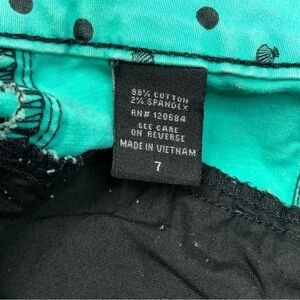 98% COTTON
2% SPANDEX
RN# 120684
SEE CARE
ON REVERSE
MADE IN VIETNAM
7